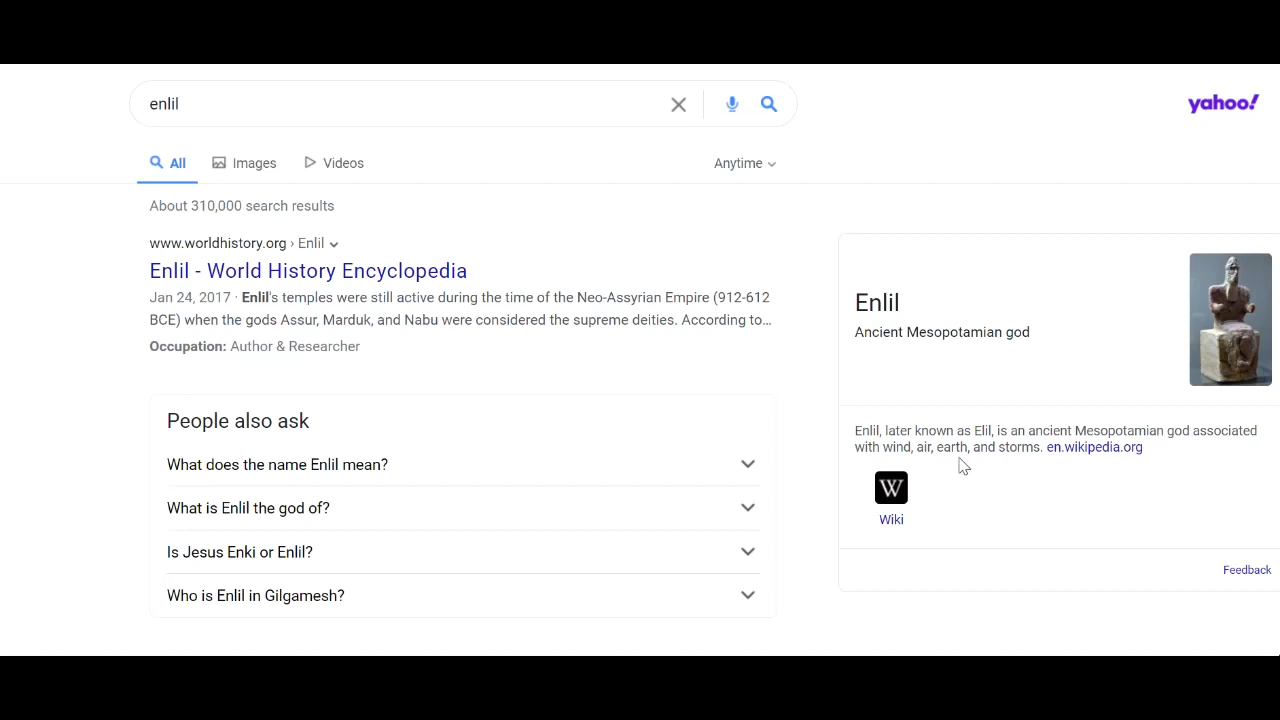 enlil
yahoo!
All
Images
Videos
Anytime
About 310,000 search results
www.worldhistory.org › Enlil
Enlil - World History Encyclopedia
Jan 24, 2017 · Enlil's temples were still active during the time of the Neo-Assyrian Empire (912-612
BCE) when the gods Assur, Marduk, and Nabu were considered the supreme deities. According to...
Occupation: Author & Researcher
People also ask
What does the name Enlil mean?
What is Enlil the god of?
Is Jesus Enki or Enlil?
Who is Enlil in Gilgamesh?
Enlil
Ancient Mesopotamian god
Enlil, later known as Elil, is an ancient Mesopotamian god associated
with wind, air, earth, and storms. en.wikipedia.org
W
Wiki
Feedback